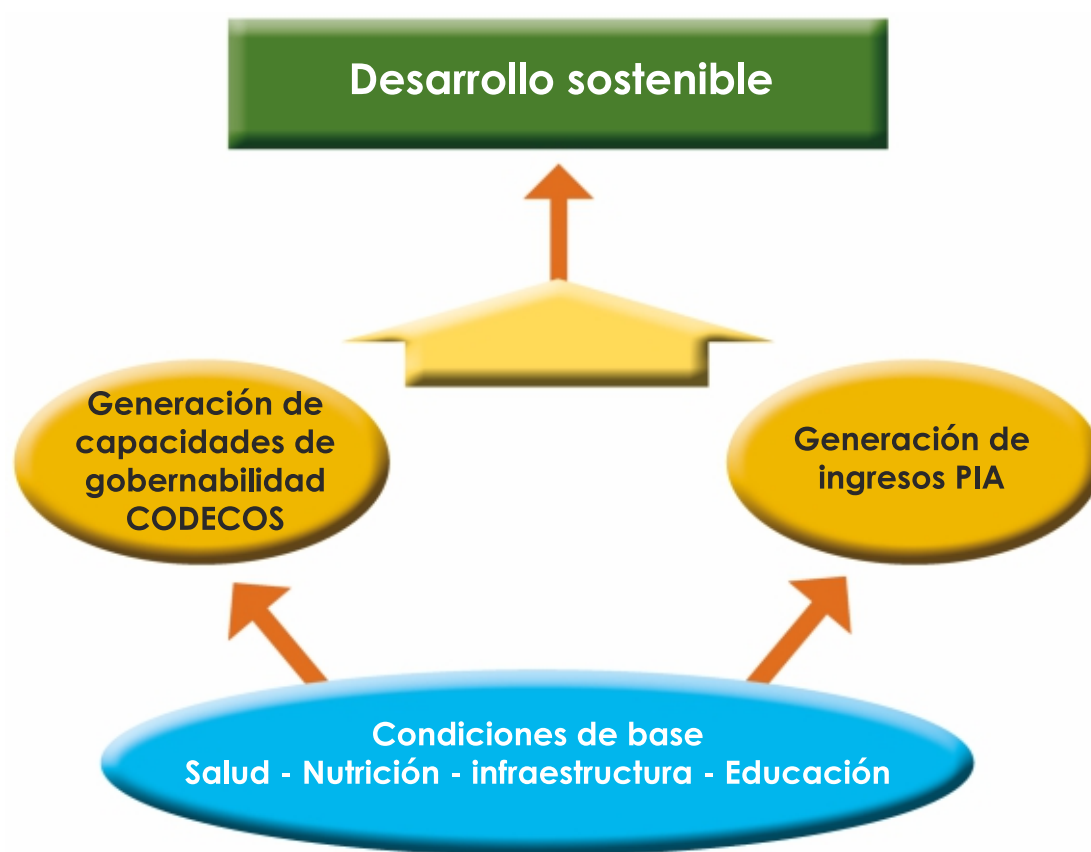 Desarrollo sostenible
Generación de
capacidades de
gobernabilidad
CODECOS
Generación de
ingresos PIA
Condiciones de base
Salud - Nutrición - infraestructura - Educación